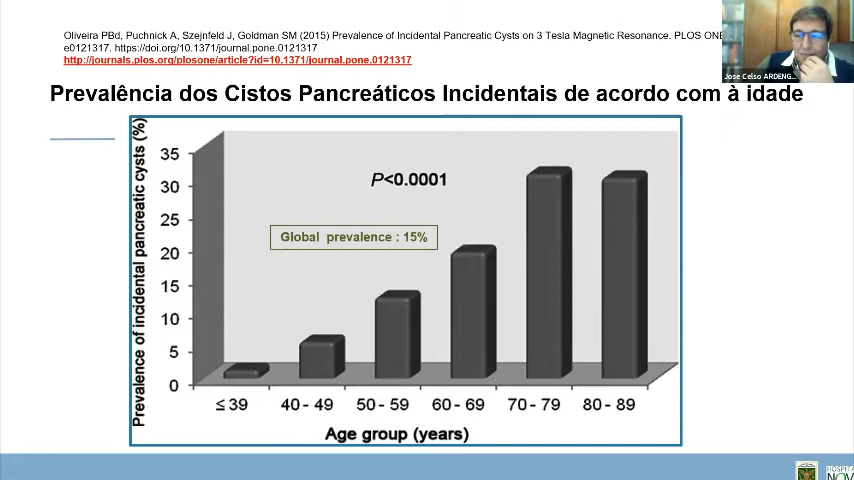 Oliveira PBd, Puchnick A, Szejnfeld J, Goldman SM (2015) Prevalence of Incidental Pancreatic Cysts on 3 Tesla Magnetic Resonance. PLOS ONE
e0121317. https://doi.org/10.1371/journal.pone.0121317
http://journals.plos.org/plosone/article?id=10.1371/journal.pone.0121317
Jose Celso ARDENG...
Prevalência dos Cistos Pancreáticos Incidentais de acordo com à idade
Prevalence of incidental pancreatic cysts (%)
35
30
25
20
15
10
5
0
P<0.0001
Global prevalence : 15%
≤ 39
40 - 49
50 - 59
60 - 69
70 - 79
80 - 89
Age group (years)